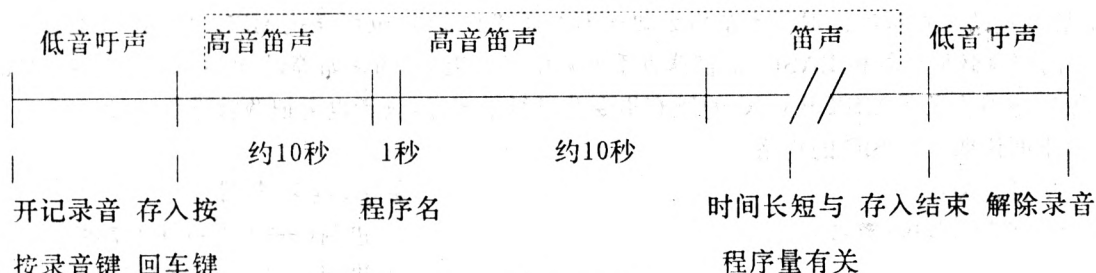 低音吁声 高音笛声 高音笛声 笛声 低音吁声
约10秒 1秒 约10秒
开记录音 存入按 程序名 时间长短与 存入结束 解除录音
按录音键 回车键 程序量有关